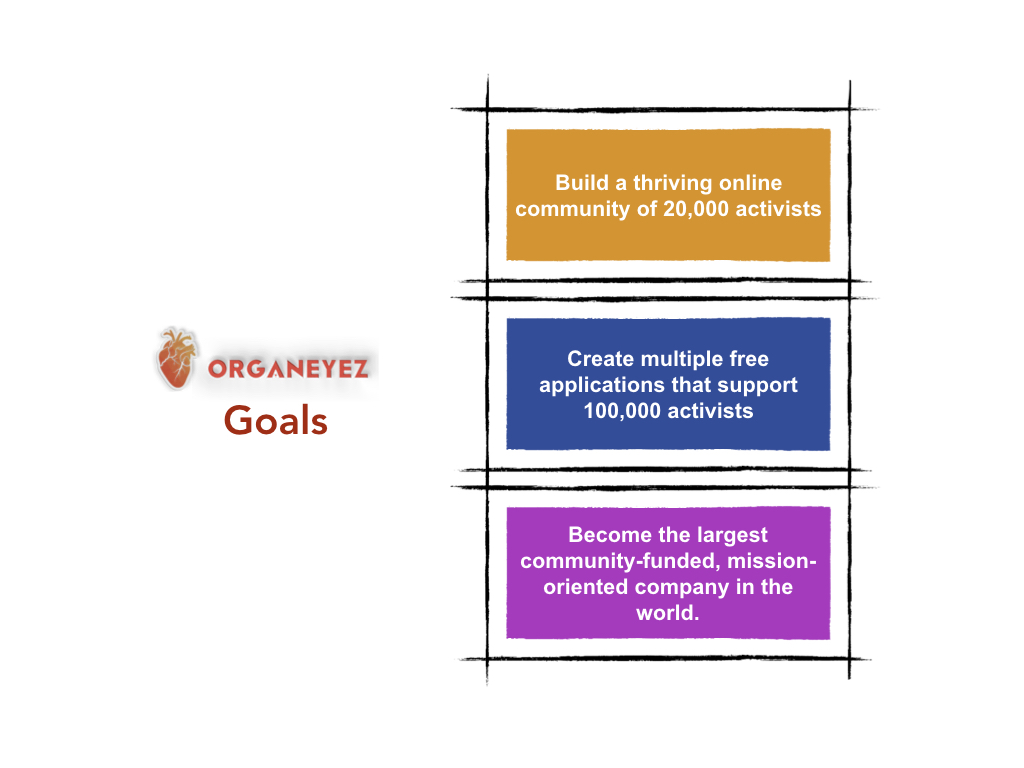 ORGANEYEZ
Goals
Build a thriving online
community of 20,000 activists
Create multiple free
applications that support
100,000 activists
Become the largest
community-funded, mission-
oriented company in the
world.